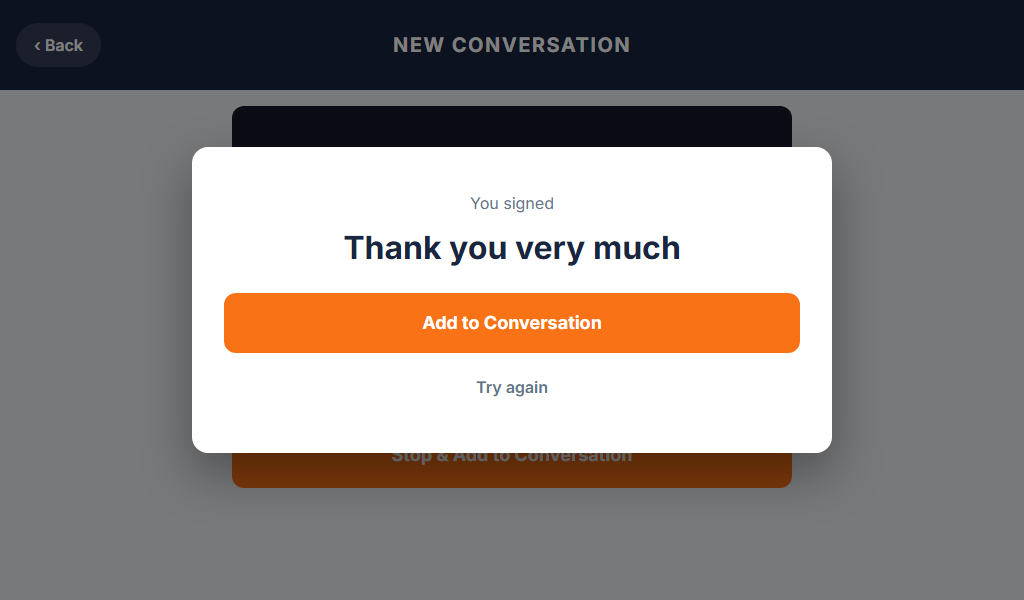 ‹ Back
NEW CONVERSATION
You signed
Thank you very much
Add to Conversation
Try again
Stop & Add to Conversation